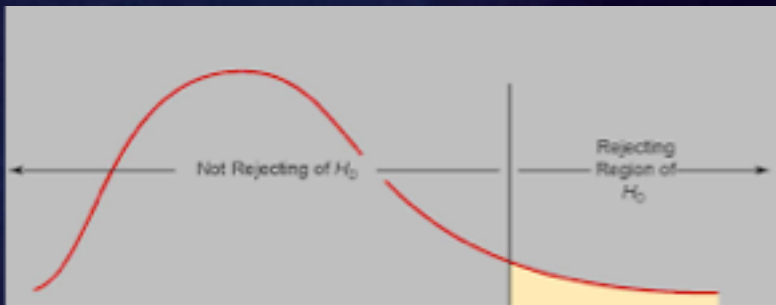 Not Rejecting of H₀
Rejecting
Region of
H₀